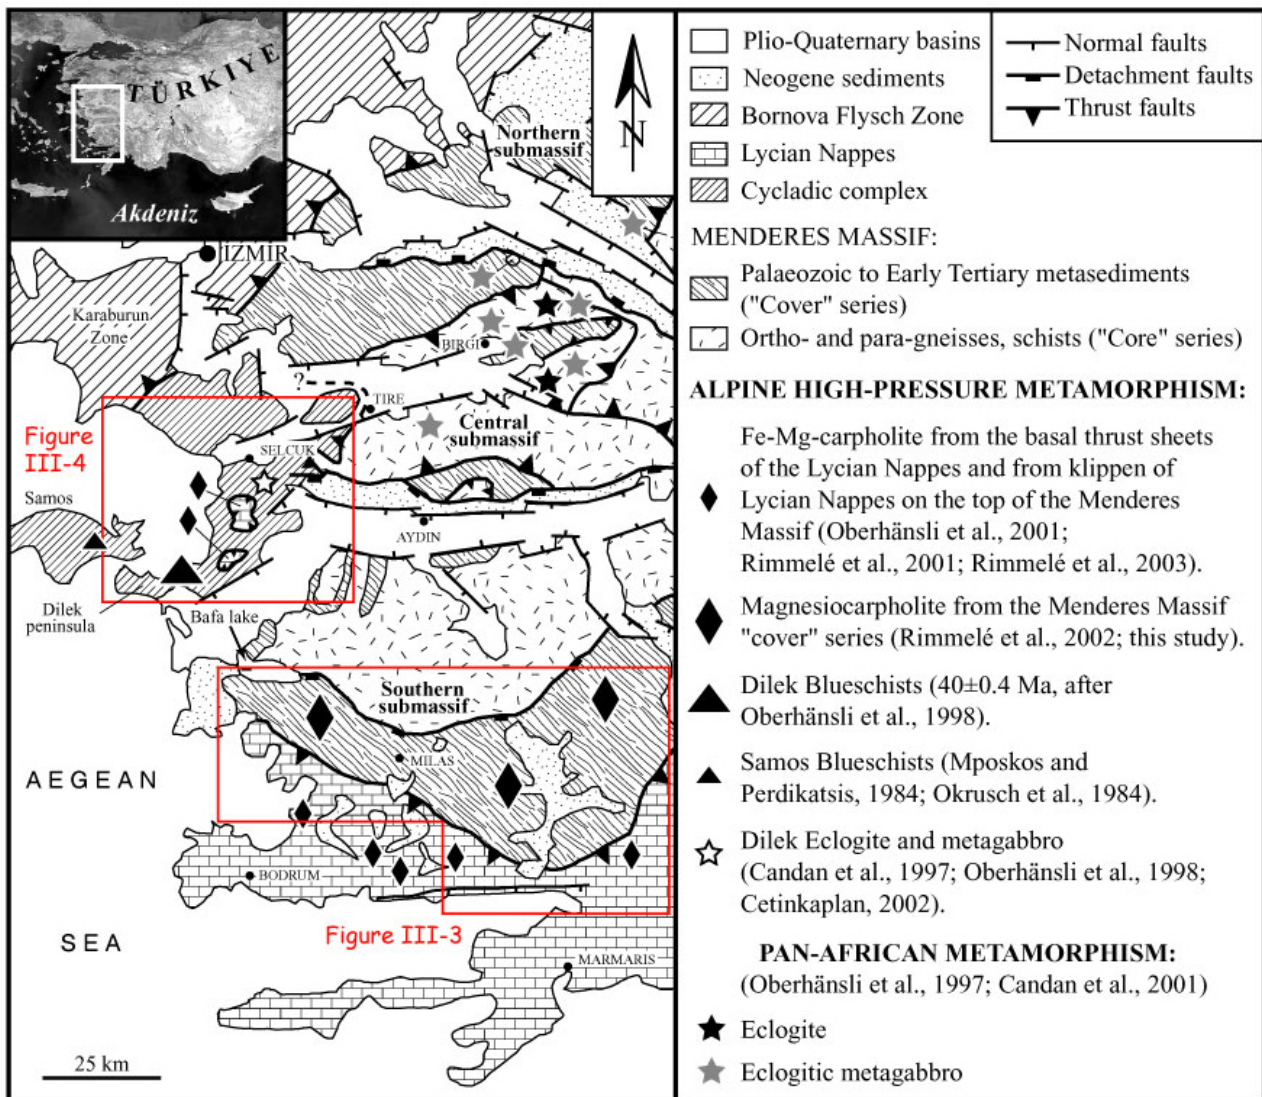 TÜRKIYE
Akdeniz
N
Northern
submassif
IZMIR
Karaburun
Zone
BIRGI
?
TIRE
Figure
III-4
Central
submassif
SELCUK
Samos
AYDIN
Dilek
peninsula
Bafa lake
Southern
submassif
MILAS
AEGEAN
BODRUM
Figure III-3
SEA
MARMARIS
25 km
Plio-Quaternary basins
Neogene sediments
Bornova Flysch Zone
Lycian Nappes
Cycladic complex
Normal faults
Detachment faults
Thrust faults
MENDERES MASSIF:
Palaeozoic to Early Tertiary metasediments
("Cover" series)
Ortho- and para-gneisses, schists ("Core" series)
ALPINE HIGH-PRESSURE METAMORPHISM:
Fe-Mg-carpholite from the basal thrust sheets
of the Lycian Nappes and from klippen of
Lycian Nappes on the top of the Menderes
Massif (Oberhänsli et al., 2001;
Rimmelé et al., 2001; Rimmelé et al., 2003).
Magnesiocarpholite from the Menderes Massif
"cover" series (Rimmelé et al., 2002; this study).
Dilek Blueschists (40±0.4 Ma, after
Oberhänsli et al., 1998).
Samos Blueschists (Mposkos and
Perdikatsis, 1984; Okrusch et al., 1984).
Dilek Eclogite and metagabbro
(Candan et al., 1997; Oberhänsli et al., 1998;
Cetinkaplan, 2002).
PAN-AFRICAN METAMORPHISM:
(Oberhänsli et al., 1997; Candan et al., 2001)
Eclogite
Eclogitic metagabbro